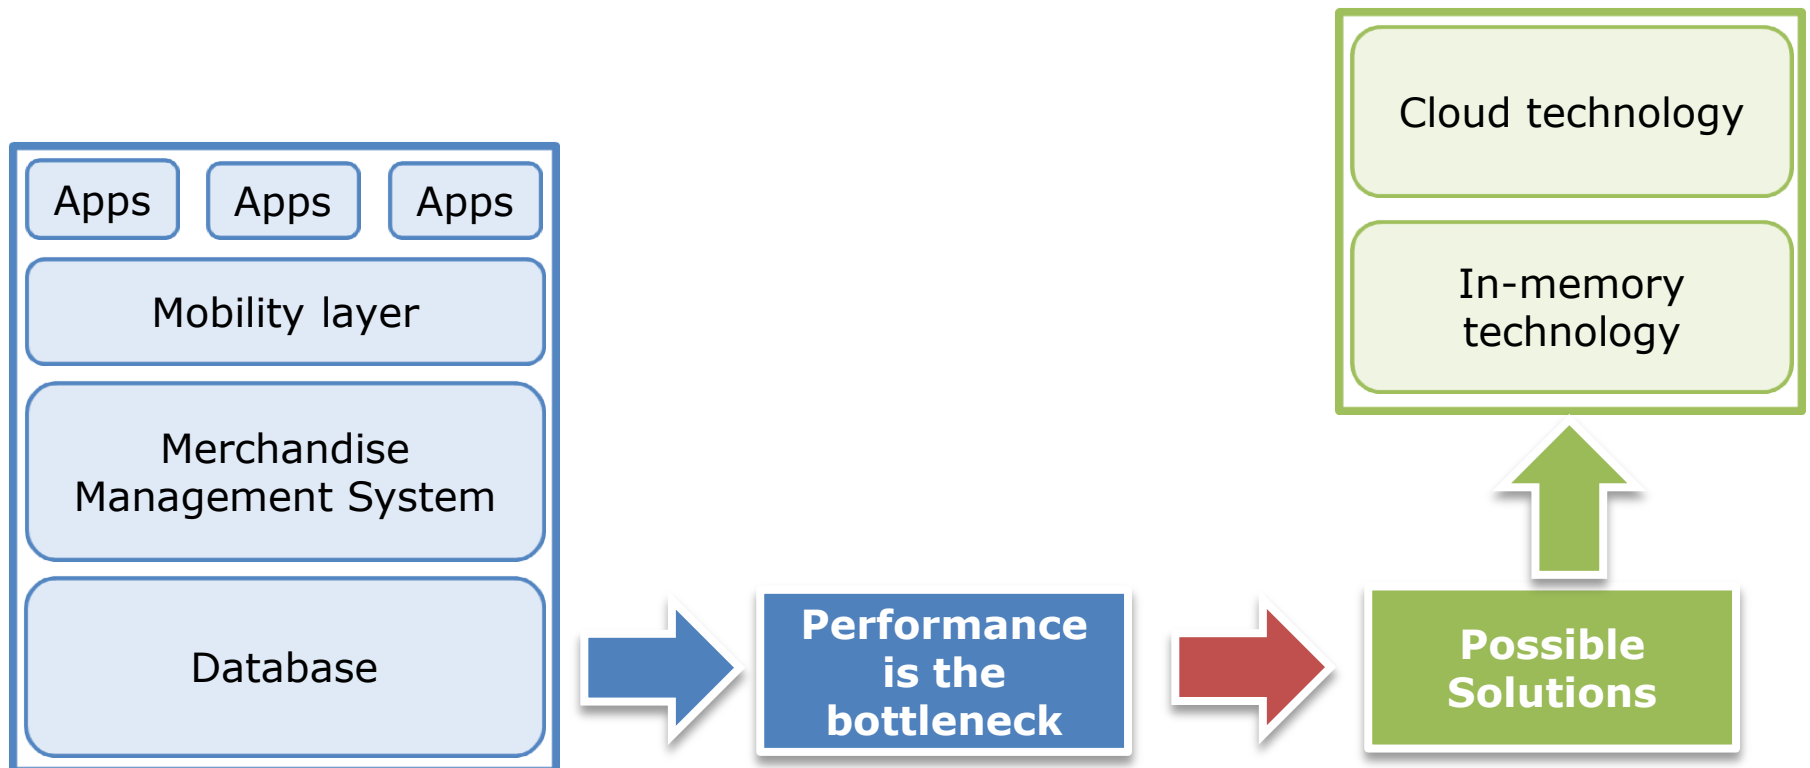 Apps
Apps
Apps
Mobility layer
Merchandise
Management System
Database
Performance
is the
bottleneck
Possible
Solutions
Cloud technology
In-memory
technology